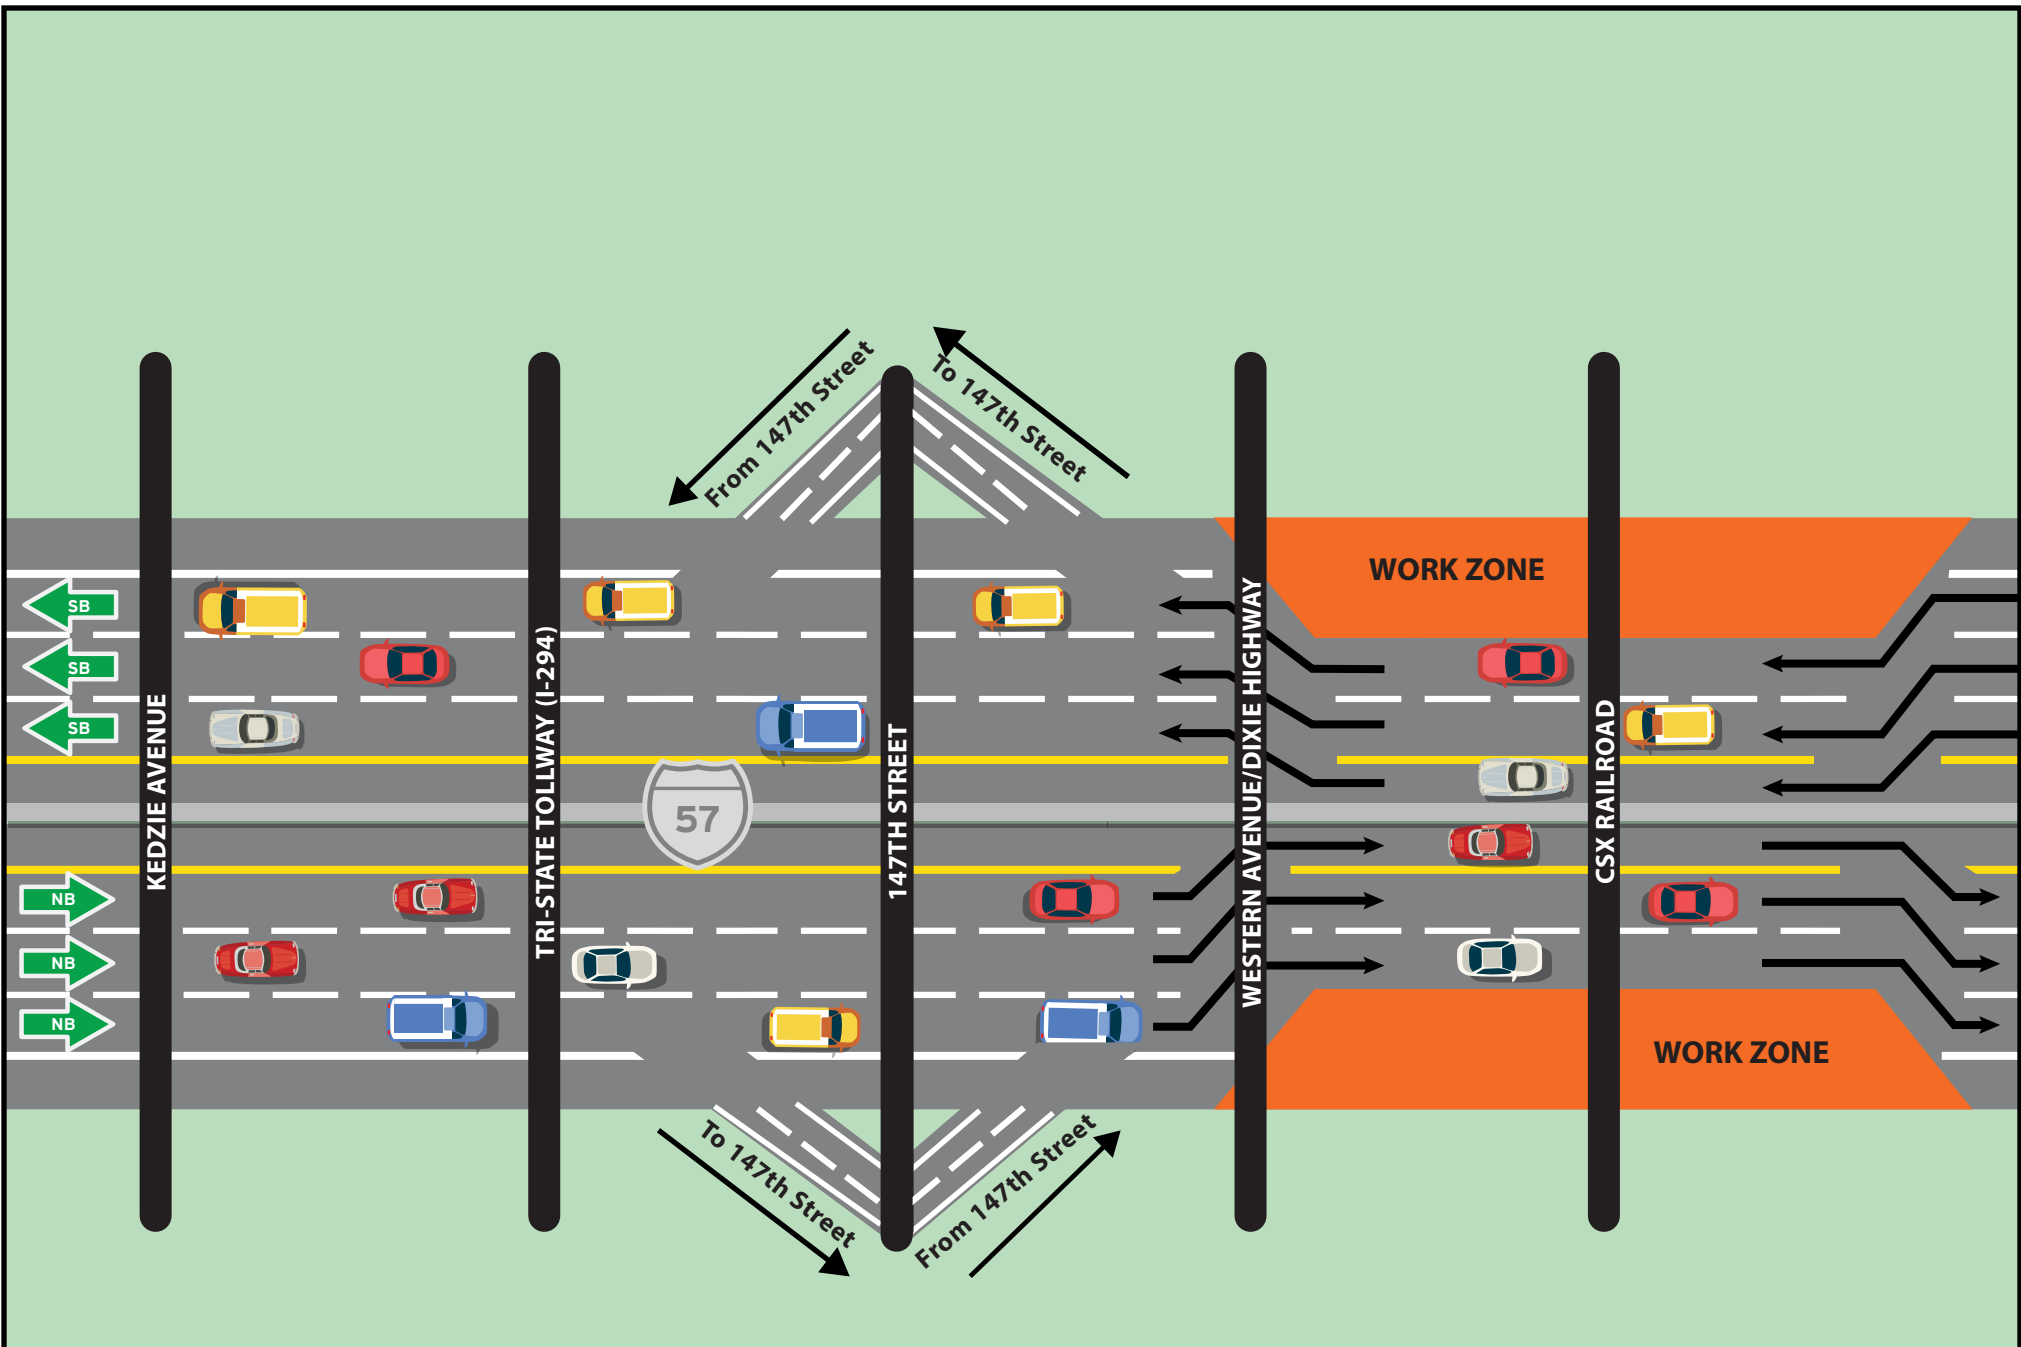 From 147th Street
To 147th Street
WORK ZONE
SB
SB
SB
KEDZIE AVENUE
TRI-STATE TOLLWAY (I-294)
57
147TH STREET
WESTERN AVENUE/DIXIE HIGHWAY
CSX RAILROAD
NB
NB
NB
WORK ZONE
To 147th Street
From 147th Street